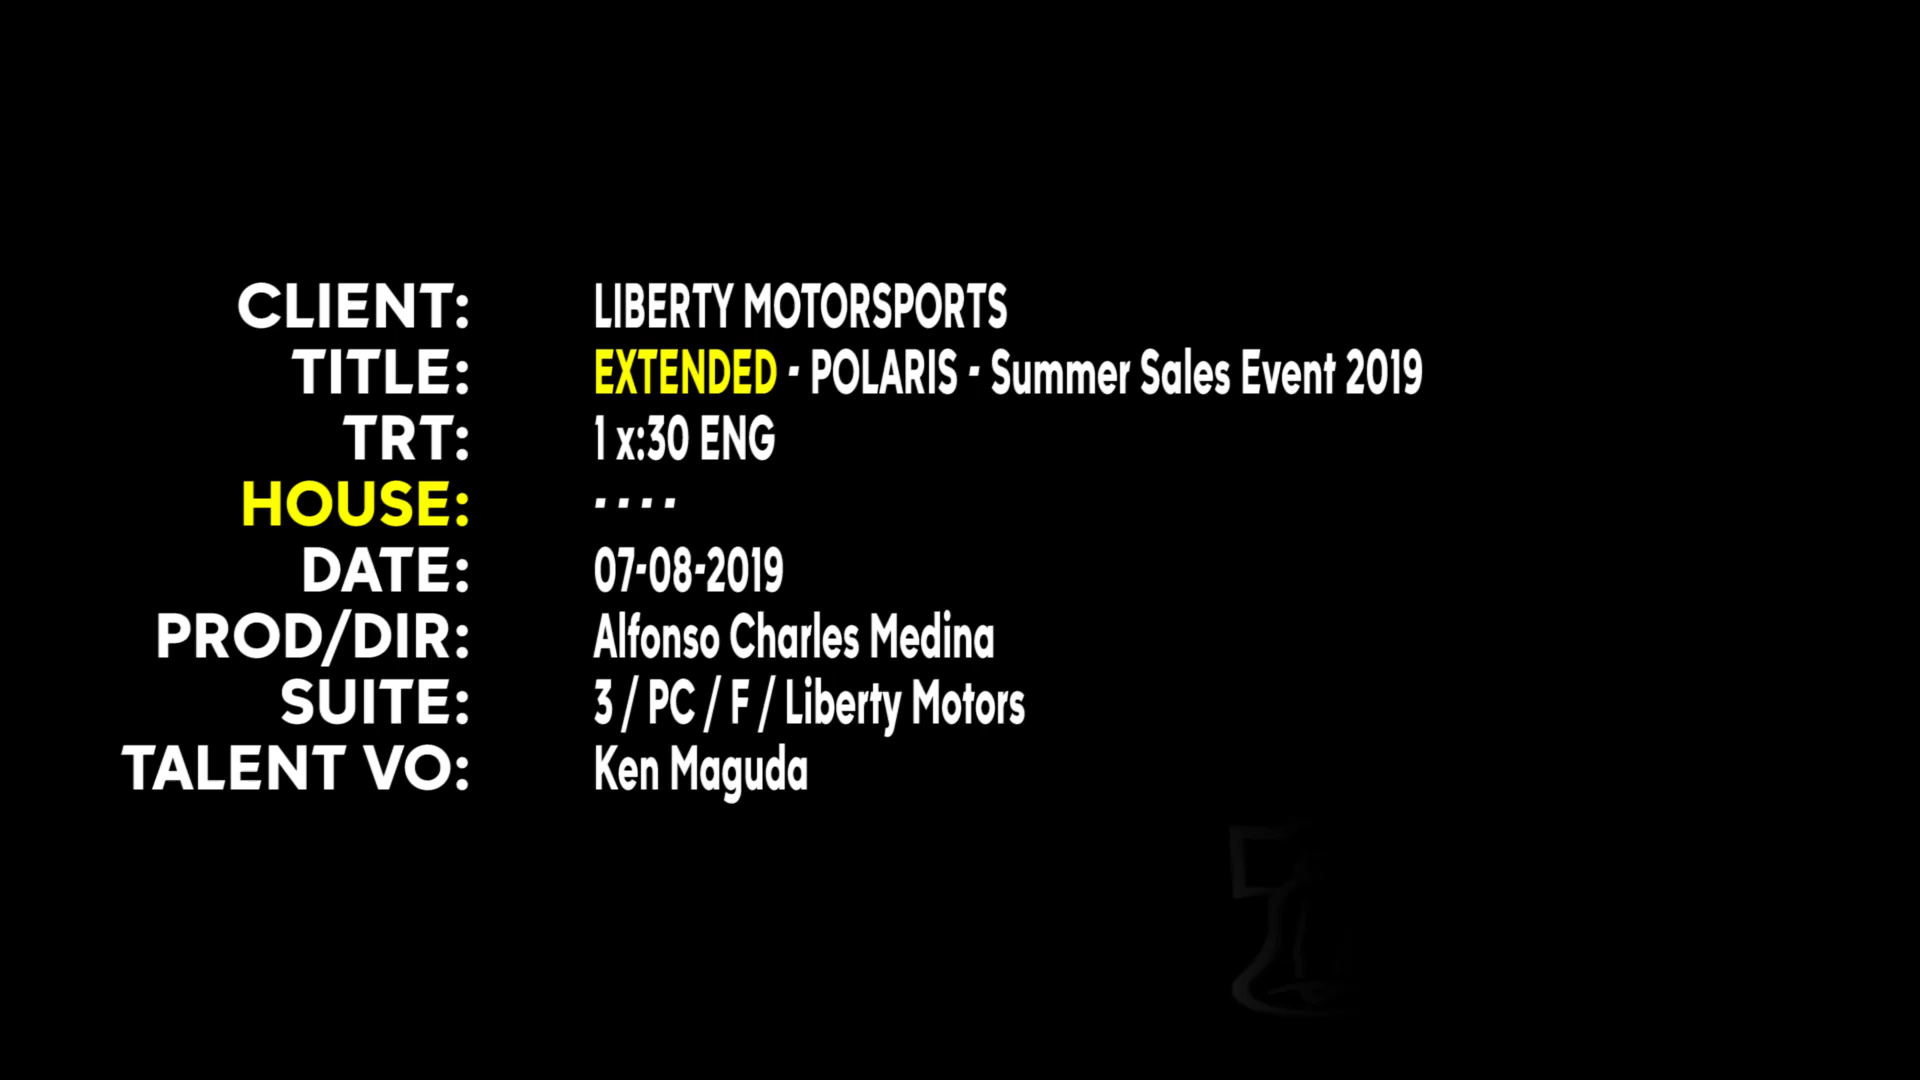 CLIENT: LIBERTY MOTORSPORTS
TITLE: EXTENDED - POLARIS - Summer Sales Event 2019
TRT: 1 x:30 ENG
HOUSE: - - - -
DATE: 07-08-2019
PROD/DIR: Alfonso Charles Medina
SUITE: 3 / PC / F / Liberty Motors
TALENT VO: Ken Maguda